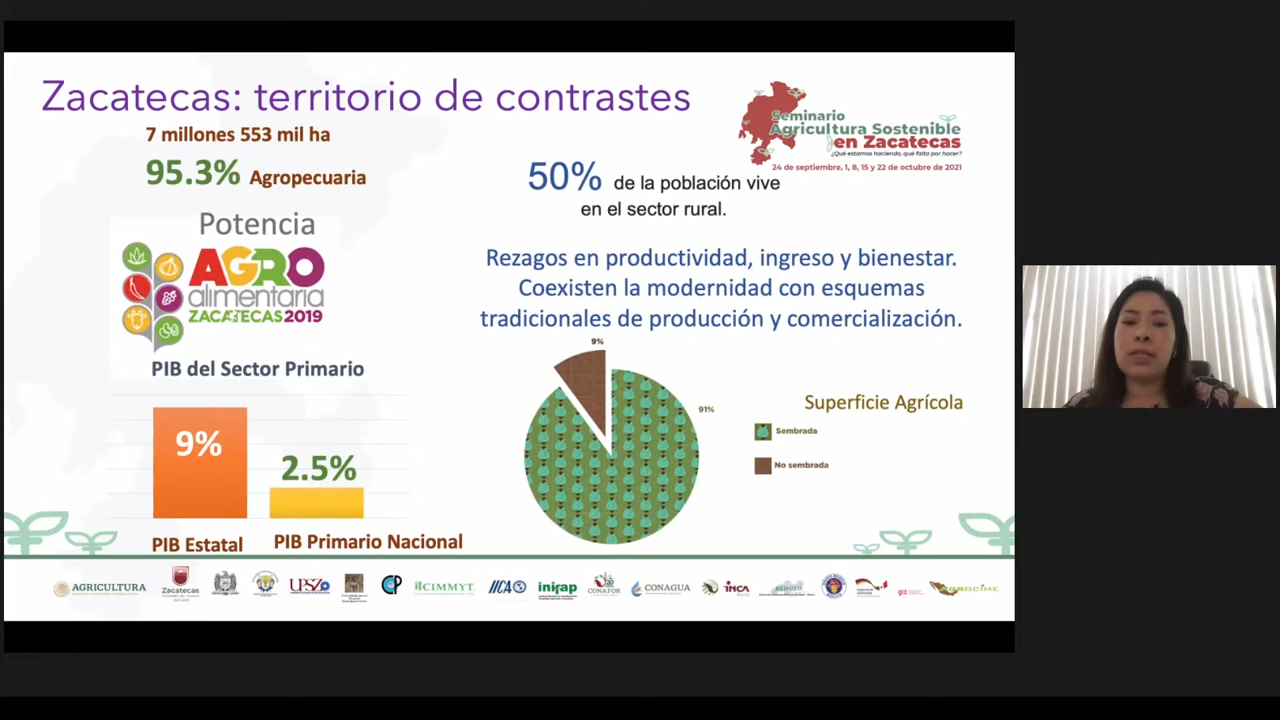 Zacatecas: territorio de contrastes
7 millones 553 mil ha
95.3% Agropecuaria
Potencia
AGRO
alimentaria
ZACATECAS 2019
PIB del Sector Primario
9%
2.5%
PIB Estatal
PIB Primario Nacional
Seminario
Agricultura Sostenible
en Zacatecas
¿Qué estamos haciendo, qué falta por hacer?
24 de septiembre, 1, 8, 15 y 22 de octubre de 2021
50% de la población vive
en el sector rural.
Rezagos en productividad, ingreso y bienestar.
Coexisten la modernidad con esquemas
tradicionales de producción y comercialización.
9%
91%
Superficie Agrícola
Sembrada
No sembrada
AGRICULTURA
Zacatecas
UPSZ
CP
CIMMYT
IICA
inifap
CONAFOR
CONAGUA
INCA
giz